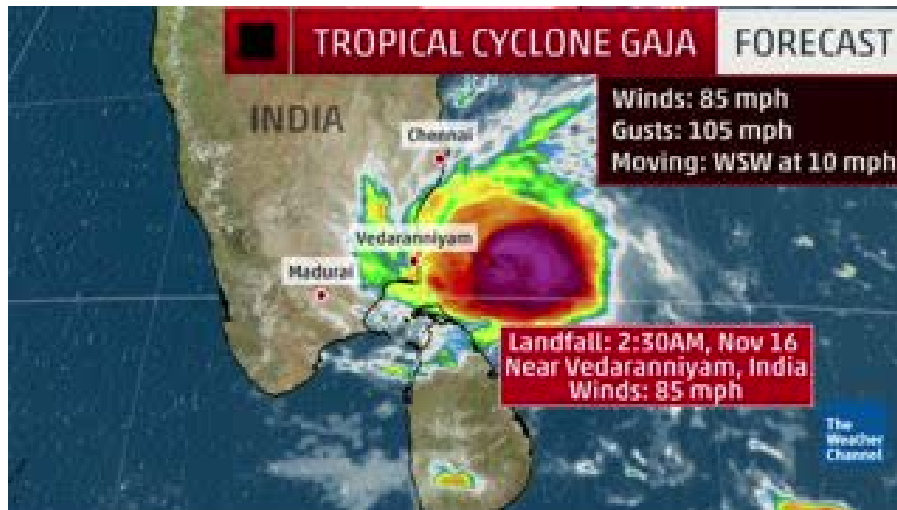 TROPICAL CYCLONE GAJA
FORECAST
Winds: 85 mph
Gusts: 105 mph
Moving: WSW at 10 mph
INDIA
Chennai
Vedaranniyam
Madurai
Landfall: 2:30AM, Nov 16
Near Vedaranniyam, India
Winds: 85 mph
The
Weather
Channel